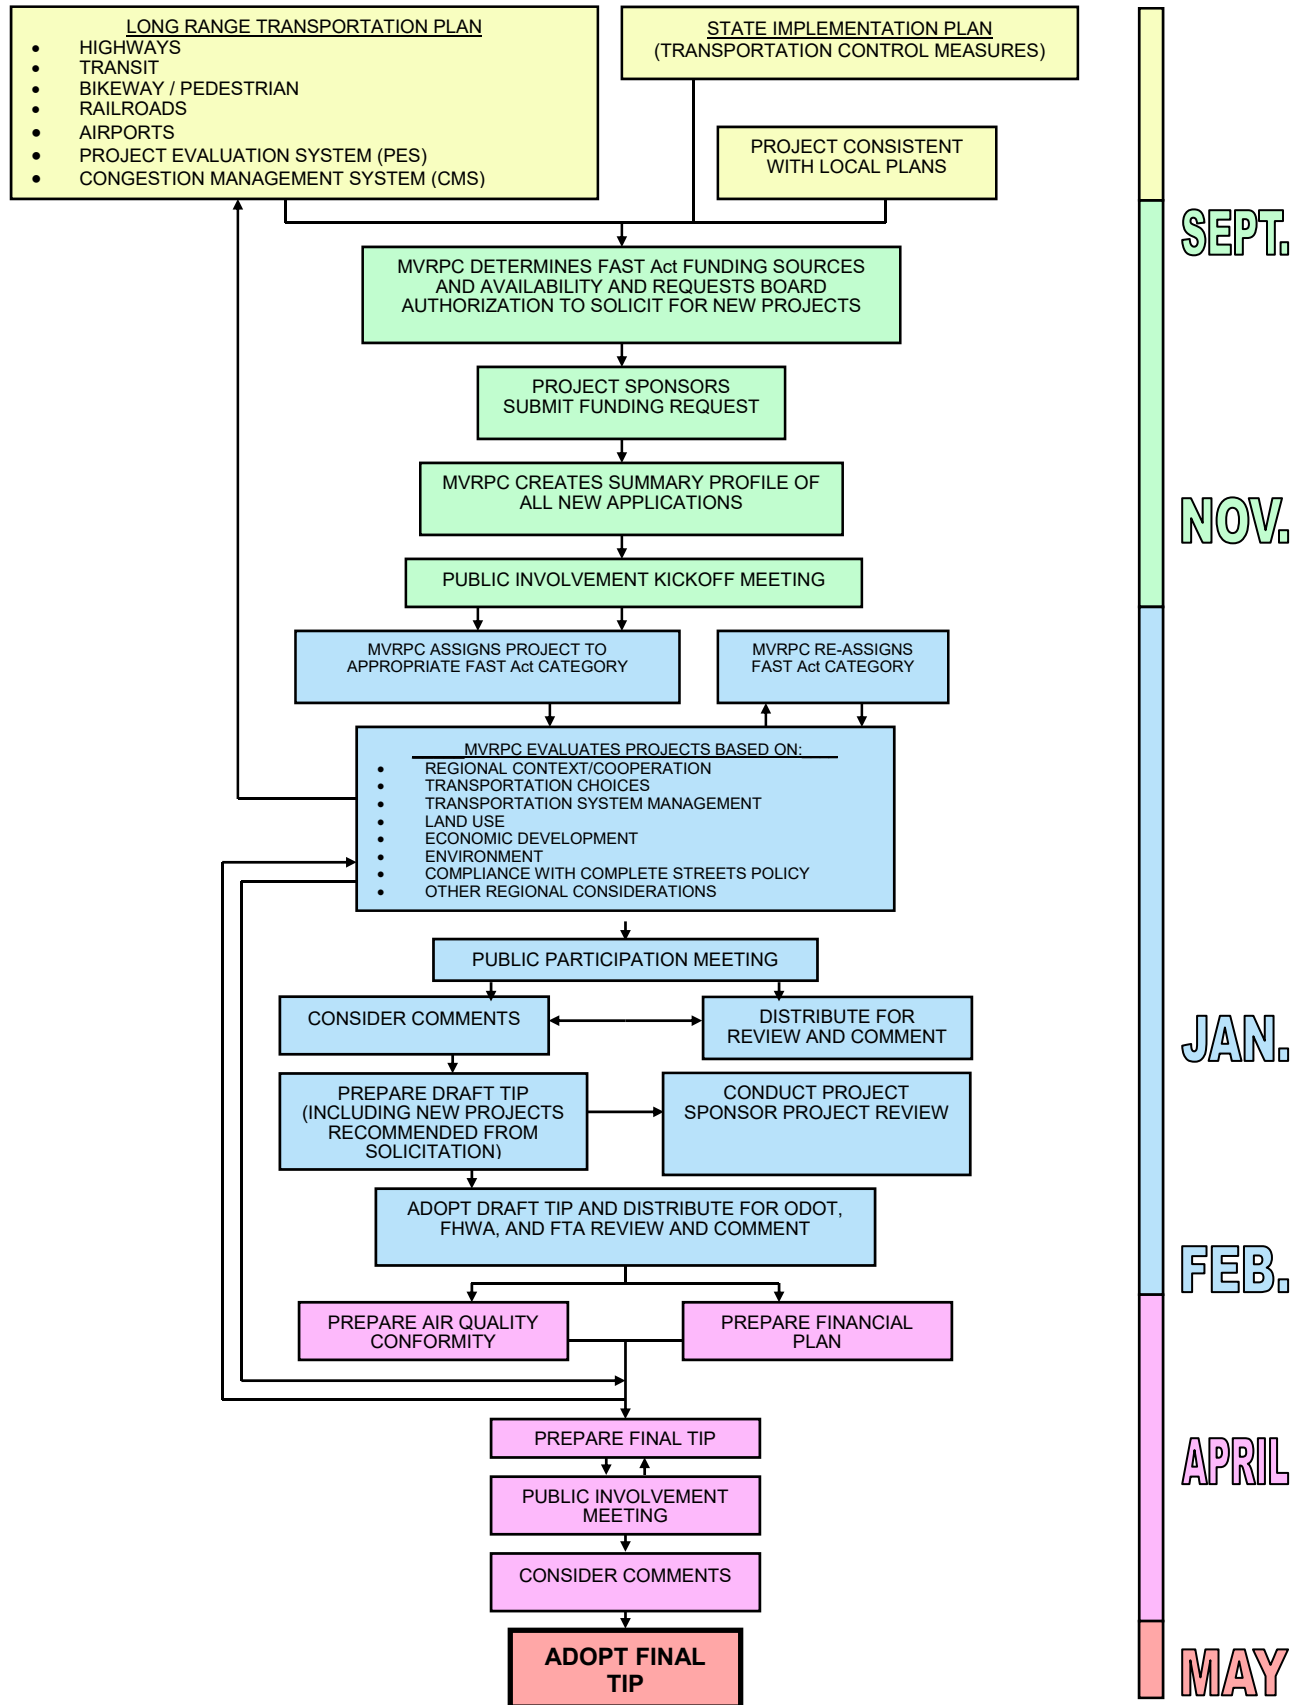 LONG RANGE TRANSPORTATION PLAN
• HIGHWAYS
• TRANSIT
• BIKEWAY / PEDESTRIAN
• RAILROADS
• AIRPORTS
• PROJECT EVALUATION SYSTEM (PES)
• CONGESTION MANAGEMENT SYSTEM (CMS)
STATE IMPLEMENTATION PLAN
(TRANSPORTATION CONTROL MEASURES)
PROJECT CONSISTENT
WITH LOCAL PLANS
SEPT.
MVRPC DETERMINES FAST Act FUNDING SOURCES
AND AVAILABILITY AND REQUESTS BOARD
AUTHORIZATION TO SOLICIT FOR NEW PROJECTS
PROJECT SPONSORS
SUBMIT FUNDING REQUEST
MVRPC CREATES SUMMARY PROFILE OF
ALL NEW APPLICATIONS
NOV.
PUBLIC INVOLVEMENT KICKOFF MEETING
MVRPC ASSIGNS PROJECT TO
APPROPRIATE FAST Act CATEGORY
MVRPC RE-ASSIGNS
FAST Act CATEGORY
MVRPC EVALUATES PROJECTS BASED ON:
• REGIONAL CONTEXT/COOPERATION
• TRANSPORTATION CHOICES
• TRANSPORTATION SYSTEM MANAGEMENT
• LAND USE
• ECONOMIC DEVELOPMENT
• ENVIRONMENT
• COMPLIANCE WITH COMPLETE STREETS POLICY
• OTHER REGIONAL CONSIDERATIONS
PUBLIC PARTICIPATION MEETING
CONSIDER COMMENTS
DISTRIBUTE FOR
REVIEW AND COMMENT
JAN.
PREPARE DRAFT TIP
(INCLUDING NEW PROJECTS
RECOMMENDED FROM
SOLICITATION)
CONDUCT PROJECT
SPONSOR PROJECT REVIEW
ADOPT DRAFT TIP AND DISTRIBUTE FOR ODOT,
FHWA, AND FTA REVIEW AND COMMENT
FEB.
PREPARE AIR QUALITY
CONFORMITY
PREPARE FINANCIAL
PLAN
PREPARE FINAL TIP
APRIL
PUBLIC INVOLVEMENT
MEETING
CONSIDER COMMENTS
ADOPT FINAL
TIP
MAY